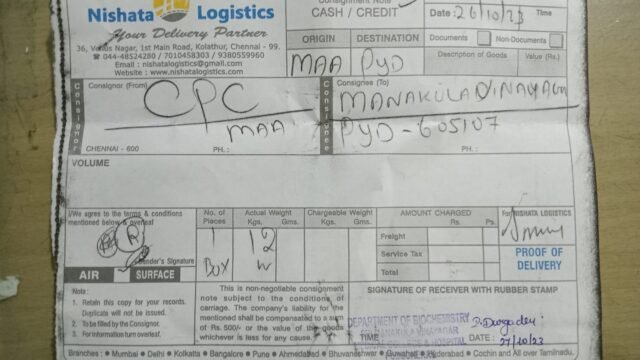 Nishata Logistics
Your Delivery Partner
36, Venus Nagar, 1st Main Road, Kolathur, Chennai - 99.
044-48524280 / 7010458303 / 9380559960
Email : nishatalogistics@gmail.com
Website : www.nishatalogistics.com
Consignment Note
CASH / CREDIT
Date: 26/10/23 Time
ORIGIN DESTINATION
MAA PYD
Documents Non-Documents
Description of Goods Value (Rs.)
Consignor
Consignor (From)
CPC
MAA
CHENNAI - 600 PH. :
Consignee
Consignee (To)
MANAKULA VINAYAGA
PYD-605107
PH. :
VOLUME
I/We agree to the terms & conditions
mentioned below & overleaf
Sender's Signature
AIR SURFACE
No. of Pieces
1
BOX
Actual Weight
Kgs. Gms.
12
Chargeable Weight
Kgs. Gms.
AMOUNT CHARGED
Rs. Ps.
Freight
Service Tax
Total
For NISHATA LOGISTICS
PROOF OF
DELIVERY
Note :
1. Retain this copy for your records.
Duplicate will not be issued.
2. To be filled by the Consignor.
3. For information turn overleaf.
This is non-negotiable consignment
note subject to the conditions of
carriage. The company's liability for
the mentioned shall be compensated to a sum of
Rs. 500/- or the value of the goods
whichever is less for any cause.
SIGNATURE OF RECEIVER WITH RUBBER STAMP
DEPARTMENT OF BIOCHEMISTRY
TIME DATE :
27/10/23
Branches : Mumbai Delhi Kolkatta Bangalore Pune Ahmedabad Bhuvaneshwar Guwahati Hyderabad Cochin and All over Tamilnadu.